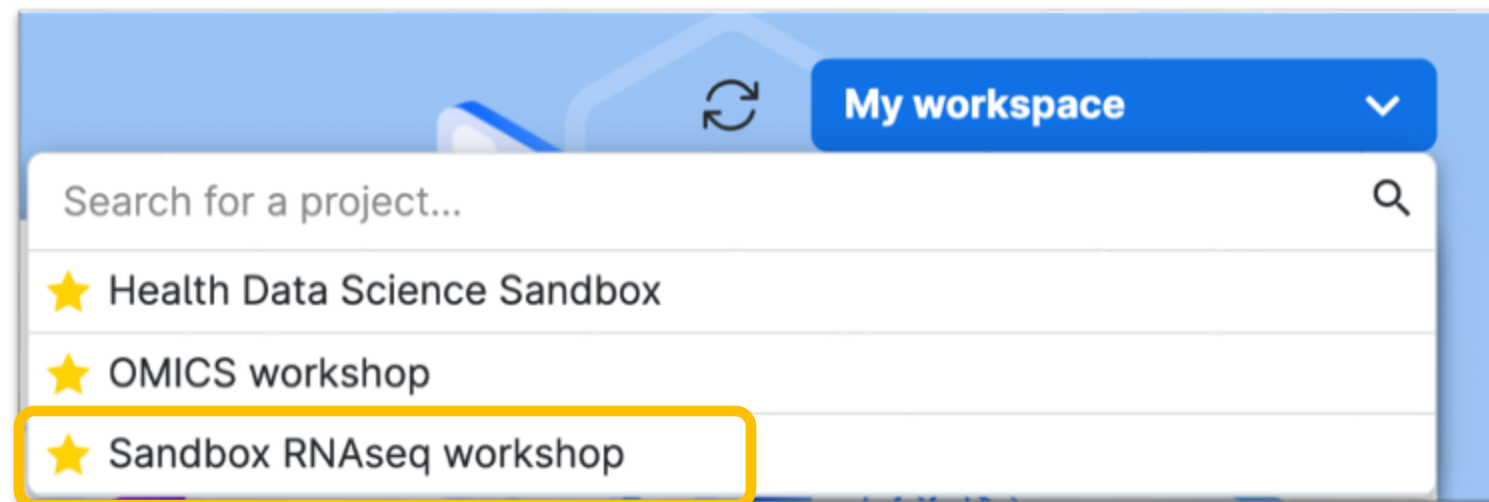 My workspace
Search for a project...
Health Data Science Sandbox
OMICS workshop
Sandbox RNAseq workshop